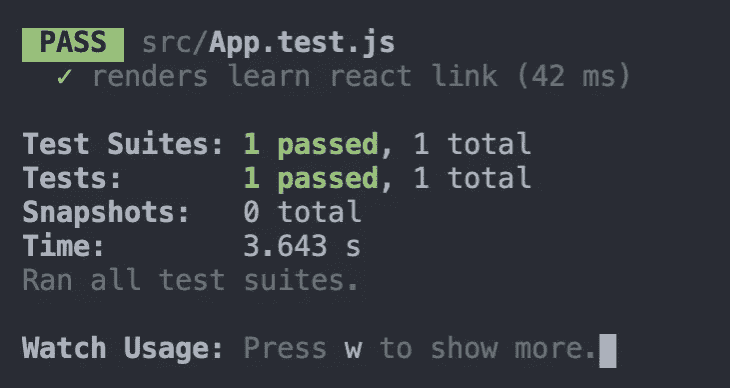 PASS src/App.test.js
✓ renders learn react link (42 ms)
Test Suites: 1 passed, 1 total
Tests: 1 passed, 1 total
Snapshots: 0 total
Time: 3.643 s
Ran all test suites.
Watch Usage: Press w to show more.